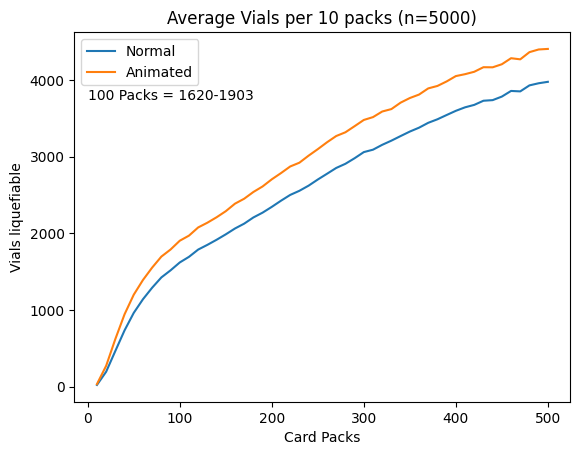 Average Vials per 10 packs (n=5000)
Normal
Animated
100 Packs = 1620-1903
4000
3000
2000
1000
0
Vials liquefiable
0 100 200 300 400 500
Card Packs